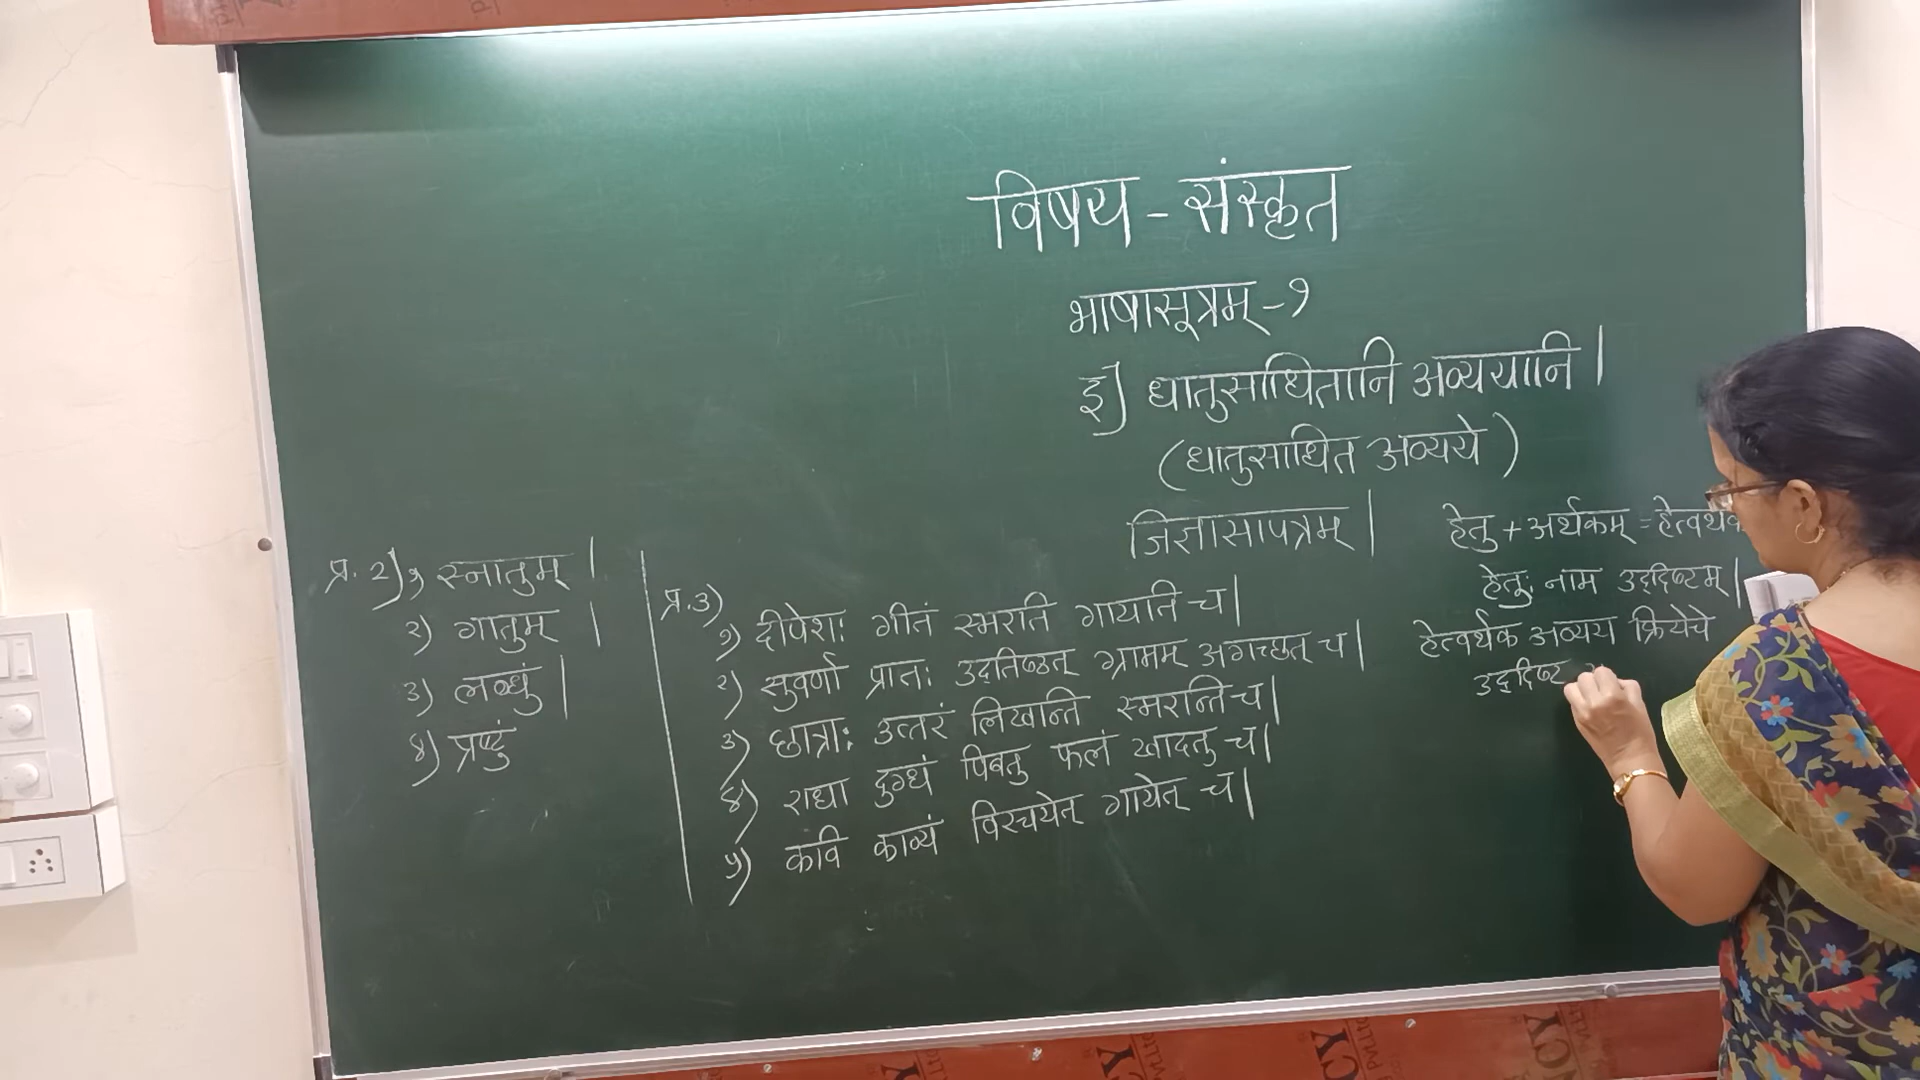 विषय - संस्कृत
भाषासूत्रम् - १
इ) धातुसाधितानि अव्ययानि |
(धातुसाधित अव्यये)
जिज्ञासापत्रम् |
प्र. २) १) स्नातुम् |
२) गातुम् |
३) लब्धुं |
४) प्रष्टुं
प्र.३)
१) दीपेशः गीतं स्मरति गायति च |
२) सुवर्णा प्रातः उद्दतिष्ठत् ग्रामम् अगच्छत् च |
३) छात्राः उत्तरं लिखन्ति स्मरन्ति च |
४) राधा दुग्धं पिबतु फलं खादतु च |
५) कवि काव्यं विरचयेत् गायेत् च |
हेतु + अर्थकम् = हेत्वर्थक
हेतुः नाम उद्दिष्टम् |
हेत्वर्थक अव्यय क्रियेचे
उद्दिष्ट